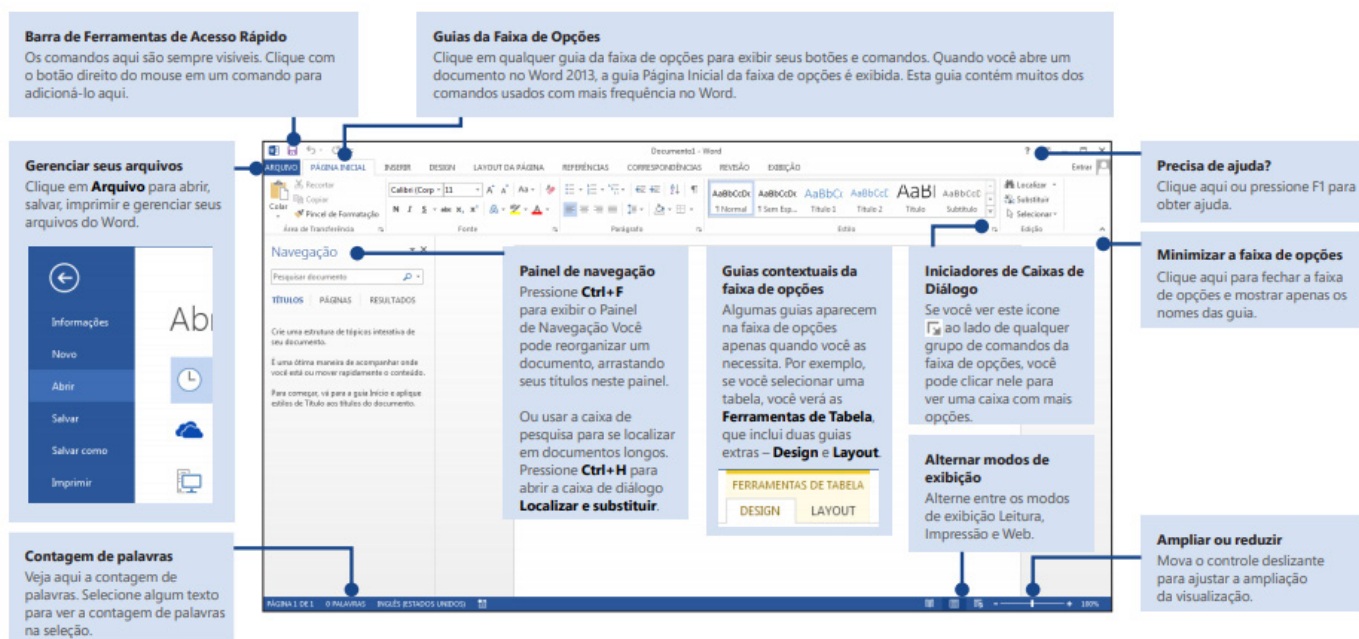 Barra de Ferramentas de Acesso Rápido
Os comandos aqui são sempre visíveis. Clique com
o botão direito do mouse em um comando para
adicioná-lo aqui.
Guias da Faixa de Opções
Clique em qualquer guia da faixa de opções para exibir seus botões e comandos. Quando você abre um
documento no Word 2013, a guia Página Inicial da faixa de opções é exibida. Esta guia contém muitos dos
comandos usados com mais frequência no Word.
Gerenciar seus arquivos
Clique em Arquivo para abrir,
salvar, imprimir e gerenciar seus
arquivos do Word.
Informações
Novo
Abrir
Salvar
Salvar como
Imprimir
Abr
Documento1 - Word
ARQUIVO PÁGINA INICIAL INSERIR DESIGN LAYOUT DA PÁGINA REFERÊNCIAS CORRESPONDÊNCIAS REVISÃO EXIBIÇÃO Entrar
Colar
Recortar
Copiar
Pincel de Formatação
Área de Transferência
Calibri (Corp 11
N I S abc x, x²
Fonte
Parágrafo
AaBbCcDc AaBbCcDc AaBbCc AaBbCcC AaB AaBbCcC
¶ Normal ¶ Sem Esp... Título 1 Título 2 Título Subtítulo
Estilo
Localizar
Substituir
Selecionar
Edição
Navegação
Pesquisar documento
TÍTULOS PÁGINAS RESULTADOS
Crie uma estrutura de tópicos interativa de
seu documento.
É uma ótima maneira de acompanhar onde
você está ou mover rapidamente o conteúdo.
Para começar, vá para a guia Início e aplique
estilos de Título aos títulos do documento.
Painel de navegação
Pressione Ctrl+F
para exibir o Painel
de Navegação Você
pode reorganizar um
documento, arrastando
seus títulos neste painel.
Ou usar a caixa de
pesquisa para se localizar
em documentos longos.
Pressione Ctrl+H para
abrir a caixa de diálogo
Localizar e substituir.
Guias contextuais da
faixa de opções
Algumas guias aparecem
na faixa de opções
apenas quando você as
necessita. Por exemplo,
se você selecionar uma
tabela, você verá as
Ferramentas de Tabela,
que inclui duas guias
extras – Design e Layout.
FERRAMENTAS DE TABELA
DESIGN LAYOUT
Iniciadores de Caixas de
Diálogo
Se você ver este ícone
ao lado de qualquer
grupo de comandos da
faixa de opções, você
pode clicar nele para
ver uma caixa com mais
opções.
Alternar modos de
exibição
Alterne entre os modos
de exibição Leitura,
Impressão e Web.
Precisa de ajuda?
Clique aqui ou pressione F1 para
obter ajuda.
Minimizar a faixa de opções
Clique aqui para fechar a faixa
de opções e mostrar apenas os
nomes das guia.
Ampliar ou reduzir
Mova o controle deslizante
para ajustar a ampliação
da visualização.
Contagem de palavras
Veja aqui a contagem de
palavras. Selecione algum texto
para ver a contagem de palavras
na seleção.
PÁGINA 1 DE 1 0 PALAVRAS INGLÊS (ESTADOS UNIDOS) 100%